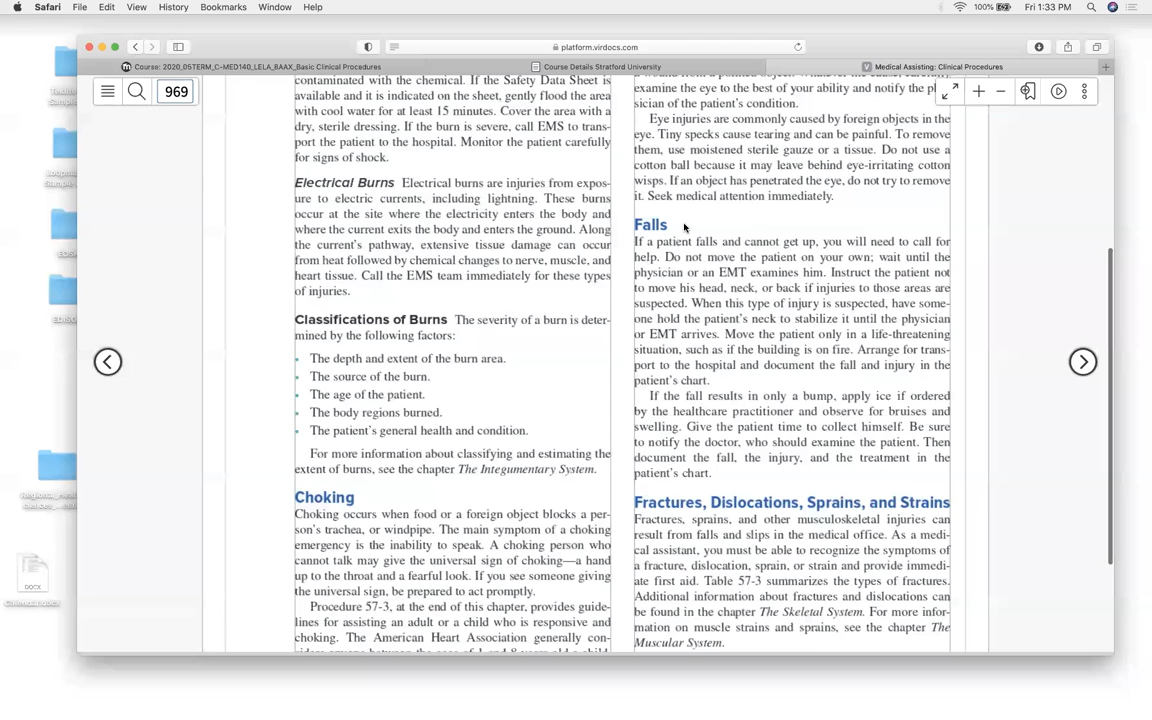 Safari File Edit View History Bookmarks Window Help
100% Fri 1:33 PM
platform.virdocs.com
Course: 2020_05TERM_C-MED140_LELA_8AAX_Basic Clinical Procedures
Course Details Stratford University
Medical Assisting: Clinical Procedures
969
contaminated with the chemical. If the Safety Data Sheet is
available and it is indicated on the sheet, gently flood the area
with cool water for at least 15 minutes. Cover the area with a
dry, sterile dressing. If the burn is severe, call EMS to trans-
port the patient to the hospital. Monitor the patient carefully
for signs of shock.
Electrical Burns Electrical burns are injuries from expos-
ure to electric currents, including lightning. These burns
occur at the site where the electricity enters the body and
where the current exits the body and enters the ground. Along
the current's pathway, extensive tissue damage can occur
from heat followed by chemical changes to nerve, muscle, and
heart tissue. Call the EMS team immediately for these types
of injuries.
Classifications of Burns The severity of a burn is deter-
mined by the following factors:
• The depth and extent of the burn area.
• The source of the burn.
• The age of the patient.
• The body regions burned.
• The patient's general health and condition.
For more information about classifying and estimating the
extent of burns, see the chapter The Integumentary System.
Choking
Choking occurs when food or a foreign object blocks a per-
son's trachea, or windpipe. The main symptom of a choking
emergency is the inability to speak. A choking person who
cannot talk may give the universal sign of choking—a hand
up to the throat and a fearful look. If you see someone giving
the universal sign, be prepared to act promptly.
Procedure 57-3, at the end of this chapter, provides guide-
lines for assisting an adult or a child who is responsive and
choking. The American Heart Association generally con-
examine the eye to the best of your ability and notify the
sician of the patient's condition.
Eye injuries are commonly caused by foreign objects in the
eye. Tiny specks cause tearing and can be painful. To remove
them, use moistened sterile gauze or a tissue. Do not use a
cotton ball because it may leave behind eye-irritating cotton
wisps. If an object has penetrated the eye, do not try to remove
it. Seek medical attention immediately.
Falls
If a patient falls and cannot get up, you will need to call for
help. Do not move the patient on your own; wait until the
physician or an EMT examines him. Instruct the patient not
to move his head, neck, or back if injuries to those areas are
suspected. When this type of injury is suspected, have some-
one hold the patient's neck to stabilize it until the physician
or EMT arrives. Move the patient only in a life-threatening
situation, such as if the building is on fire. Arrange for trans-
port to the hospital and document the fall and injury in the
patient's chart.
If the fall results in only a bump, apply ice if ordered
by the healthcare practitioner and observe for bruises and
swelling. Give the patient time to collect himself. Be sure
to notify the doctor, who should examine the patient. Then
document the fall, the injury, and the treatment in the
patient's chart.
Fractures, Dislocations, Sprains, and Strains
Fractures, sprains, and other musculoskeletal injuries can
result from falls and slips in the medical office. As a medi-
cal assistant, you must be able to recognize the symptoms of
a fracture, dislocation, sprain, or strain and provide immedi-
ate first aid. Table 57-3 summarizes the types of fractures.
Additional information about fractures and dislocations can
be found in the chapter The Skeletal System. For more infor-
mation on muscle strains and sprains, see the chapter The
Muscular System.
DOCX